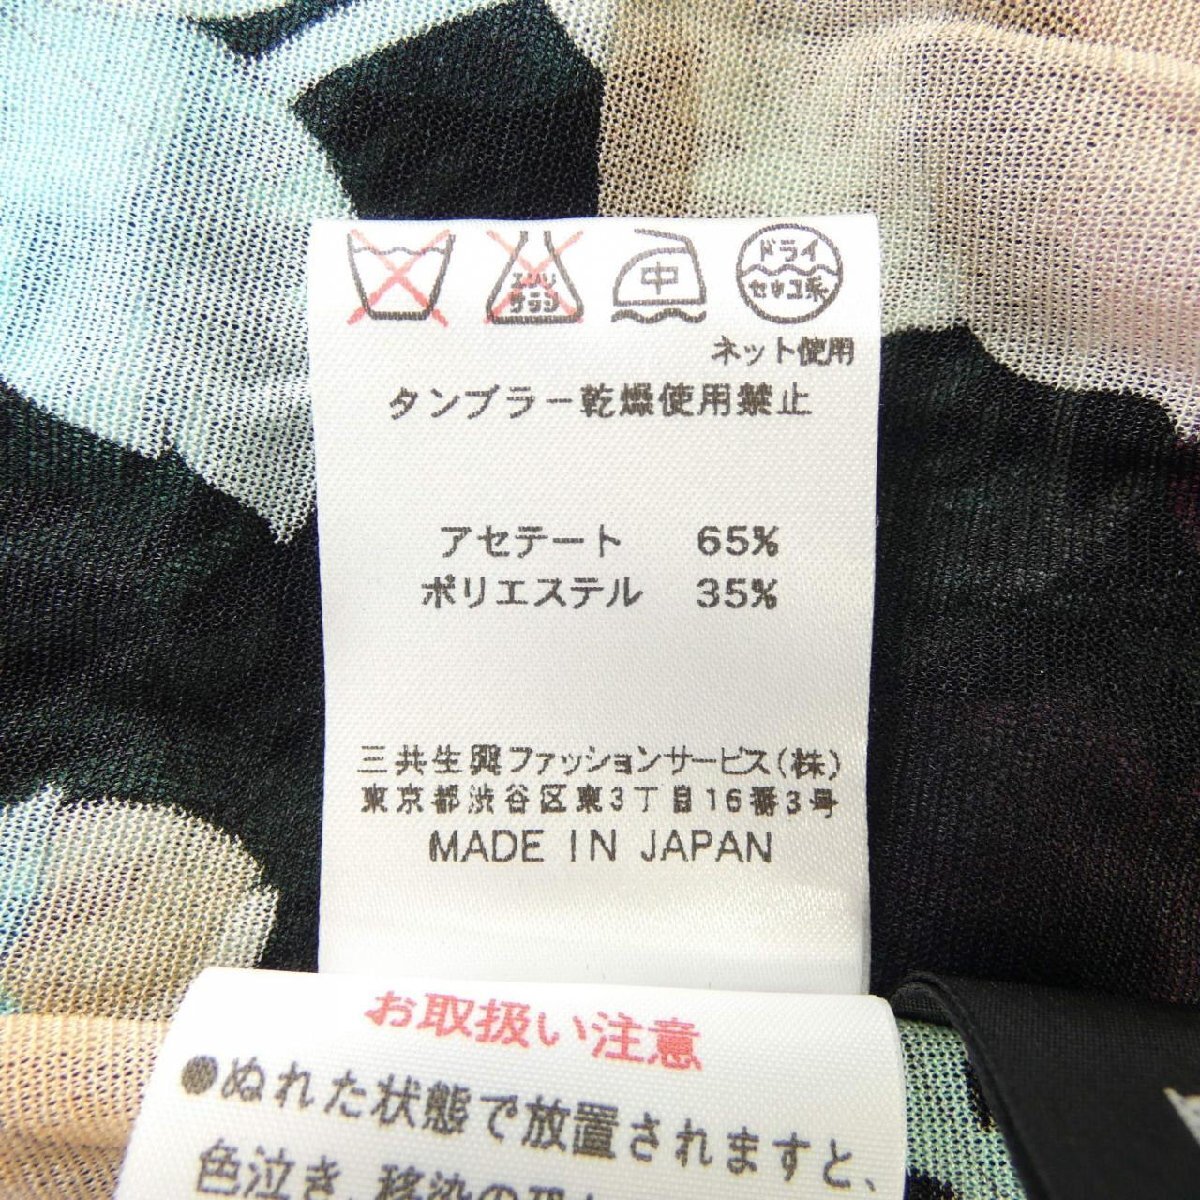 エンソ
サラシ
中
ドライ
セキユ系
ネット使用
タンブラー乾燥使用禁止
アセテート 65%
ポリエステル 35%
三共生興ファッションサービス(株)
東京都渋谷区東3丁目16番3号
MADE IN JAPAN
お取扱い注意
●ぬれた状態で放置されますと、
色泣き、移染の恐